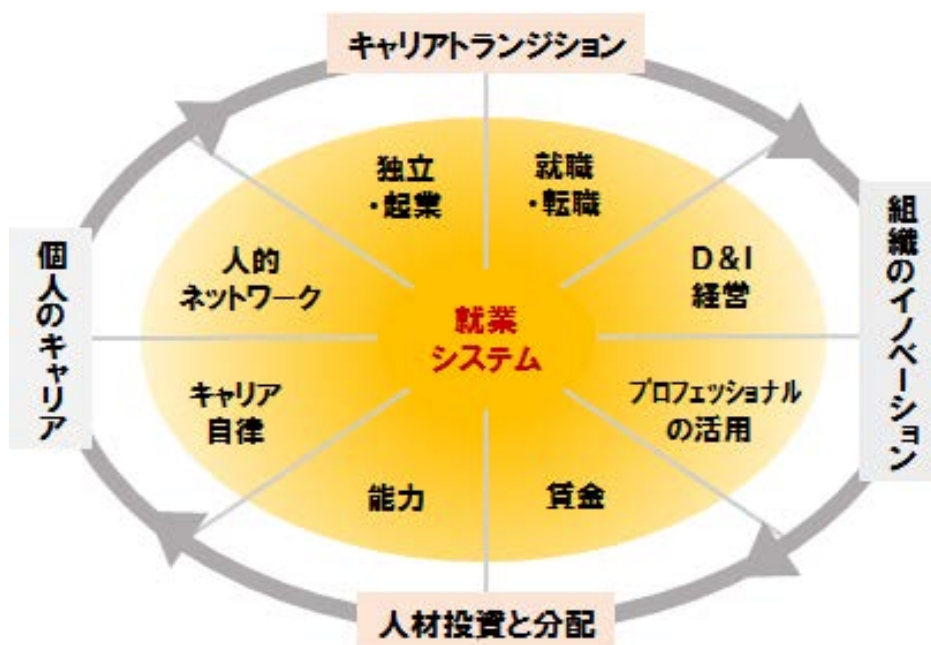 キャリアトランジション
独立
・起業
就職
・転職
人的
ネットワーク
D&I
経営
個人のキャリア
就業
システム
組織のイノベーション
キャリア
自律
プロフェッショナル
の活用
能力
賃金
人材投資と分配